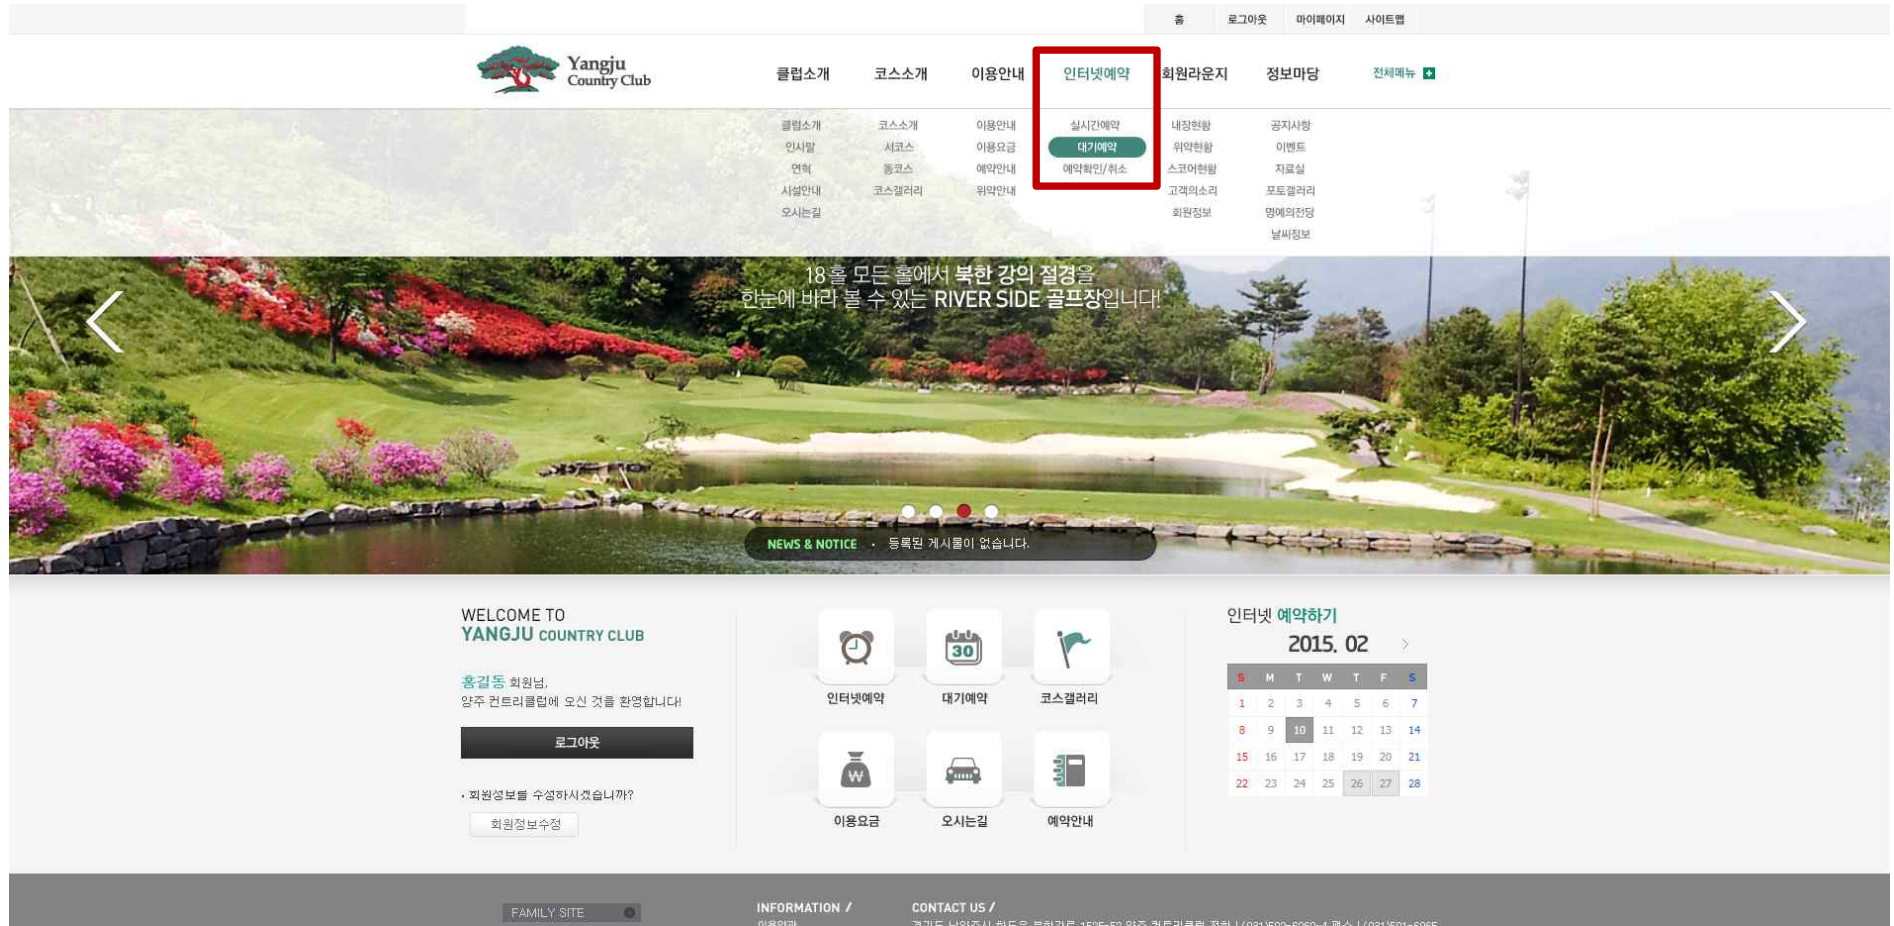 홈 로그아웃 마이페이지 사이트맵
Yangju
Country Club
클럽소개 코스소개 이용안내 인터넷예약 회원라운지 정보마당 전체메뉴
클럽소개 코스소개 이용안내 실시간예약 내장현황 공지사항
인사말 서코스 이용요금 대기예약 위약현황 이벤트
연혁 동코스 예약안내 예약확인/취소 스코어현황 자료실
시설안내 코스갤러리 위약안내 고객의소리 포토갤러리
오시는길 회원정보 명예의전당
날씨정보
18홀 모든 홀에서 북한 강의 절경을
한눈에 바라 볼 수 있는 RIVER SIDE 골프장입니다!
NEWS & NOTICE · 등록된 게시물이 없습니다.
WELCOME TO
YANGJU COUNTRY CLUB
홍길동 회원님,
양주 컨트리클럽에 오신 것을 환영합니다!
로그아웃
• 회원정보를 수정하시겠습니까?
회원정보수정
30
인터넷예약 대기예약 코스갤러리
₩
이용요금 오시는길 예약안내
인터넷 예약하기
2015. 02 >
S M T W T F S
1 2 3 4 5 6 7
8 9 10 11 12 13 14
15 16 17 18 19 20 21
22 23 24 25 26 27 28
FAMILY SITE
INFORMATION / CONTACT US /